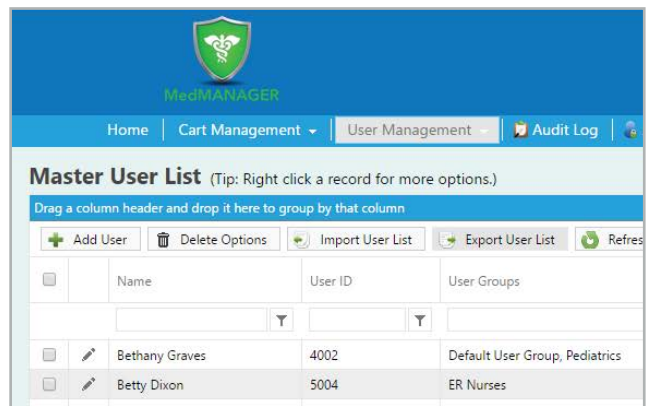 MedMANAGER
Home Cart Management User Management Audit Log
Master User List (Tip: Right click a record for more options.)
Drag a column header and drop it here to group by that column
Add User Delete Options Import User List Export User List Refres
Name User ID User Groups
Bethany Graves 4002 Default User Group, Pediatrics
Betty Dixon 5004 ER Nurses